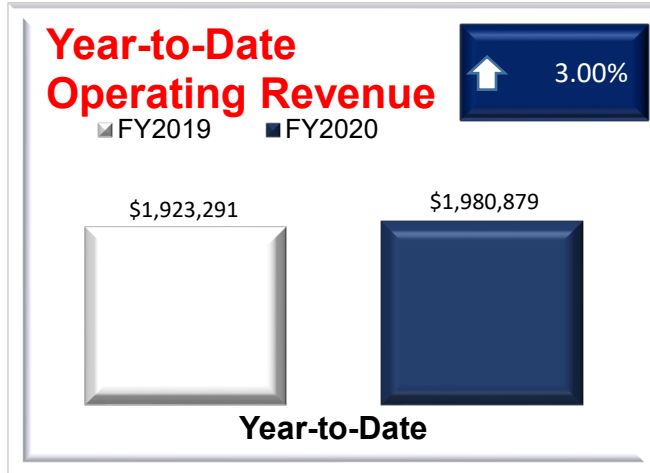 Year-to-Date
Operating Revenue
3.00%
FY2019 FY2020
$1,923,291
$1,980,879
Year-to-Date